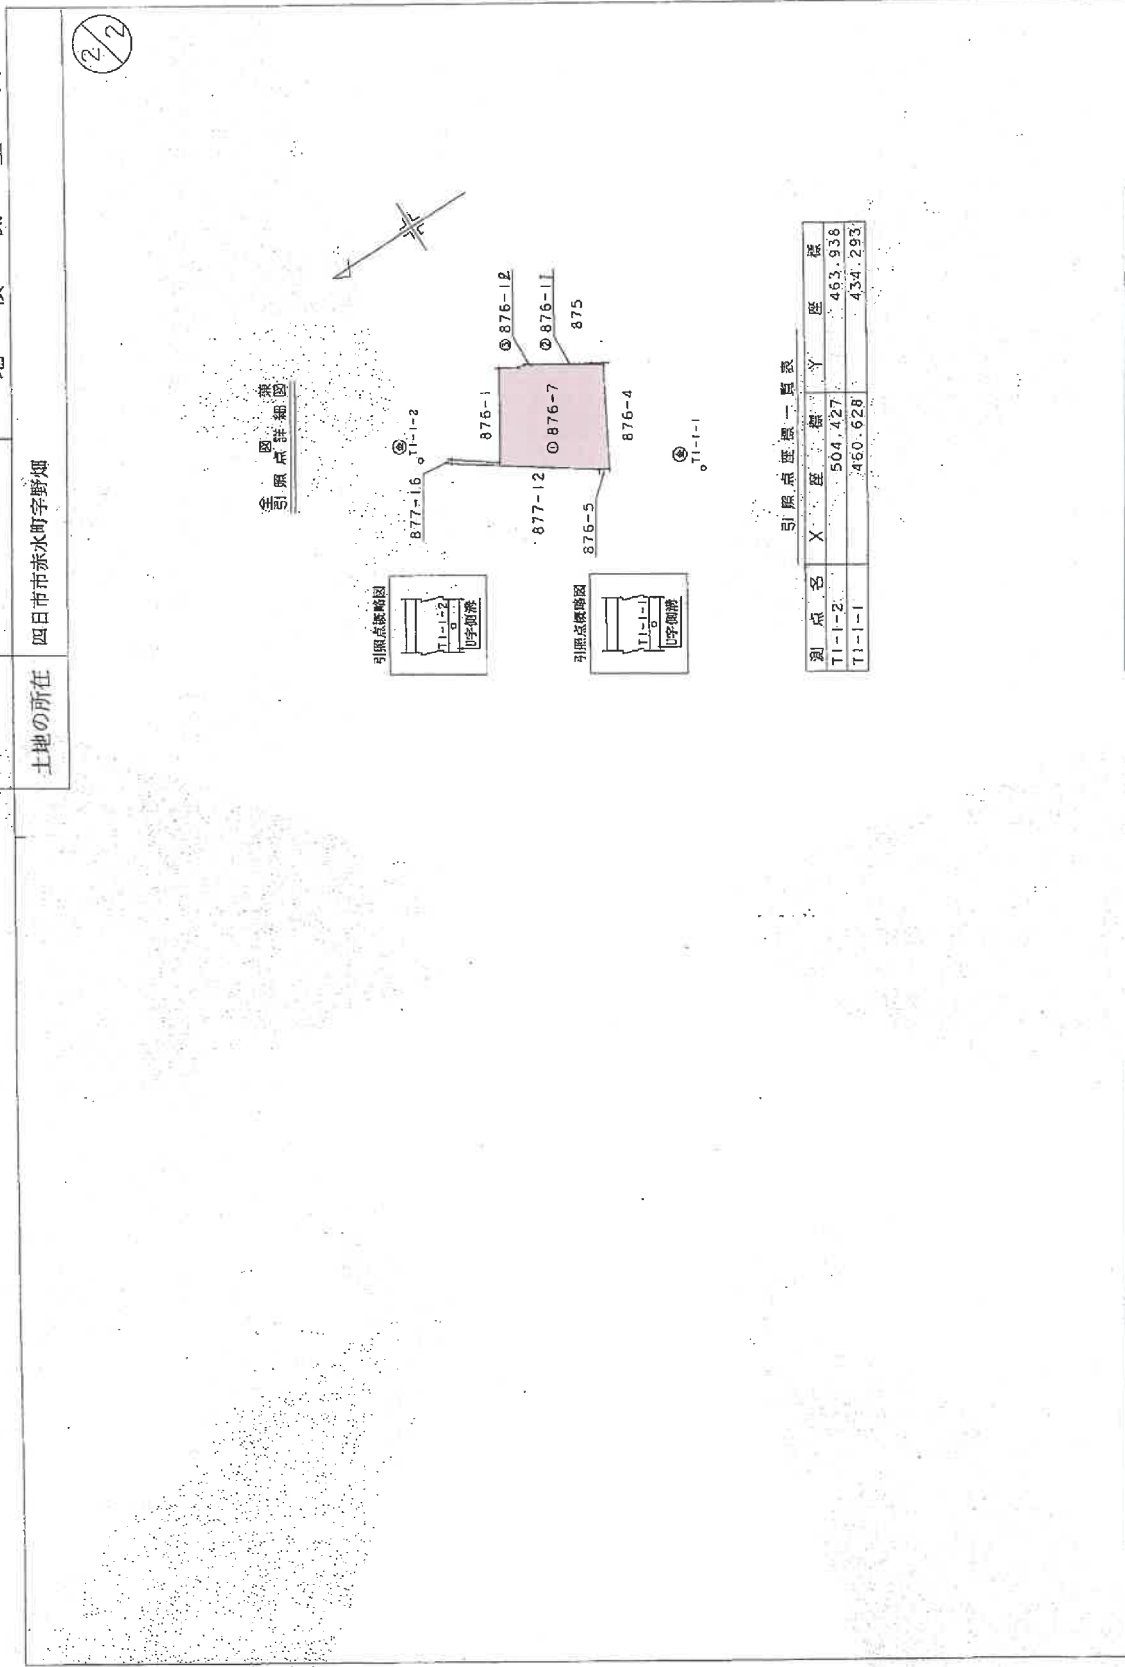 2/2
土地の所在 四日市市赤水町字野畑
全図兼
引照点詳細図
877-16
T1-1-2
876-1
③876-12
②876-11
875
①876-7
877-12
876-5
876-4
T1-1-1
引照点概略図
T1-1-2
U字側溝
引照点概略図
T1-1-1
U字側溝
引照点座標一覧表
測点名 X座標 Y座標
T1-1-2 504.427 463.938
T1-1-1 460.628 434.293